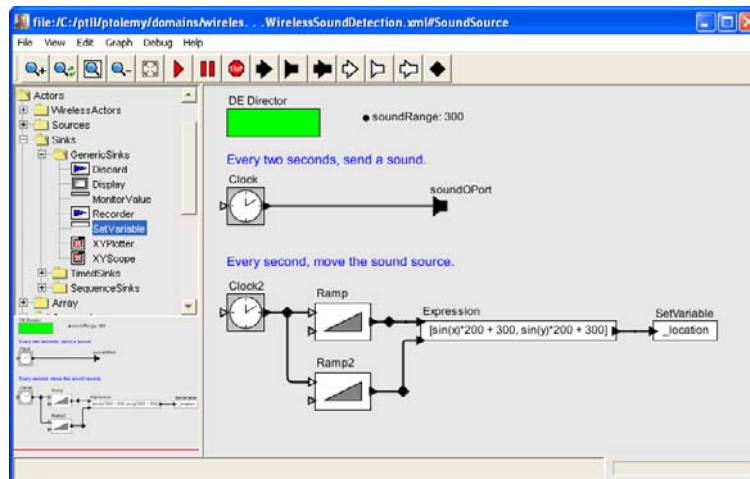 file:/C:/ptII/ptolemy/domains/wireles. . .WirelessSoundDetection.xml#SoundSource
File View Edit Graph Debug Help
STOP
Actors
WirelessActors
Sources
Sinks
GenericSinks
Discard
Display
MonitorValue
Recorder
SetVariable
XYPlotter
XYScope
TimedSinks
SequenceSinks
Array
DE Director
soundRange: 300
Every two seconds, send a sound.
Clock
soundOPort
Every second, move the sound source.
Clock2
Ramp
Expression
SetVariable
[sin(x)*200 + 300, sin(y)*200 + 300]
_location
Ramp2